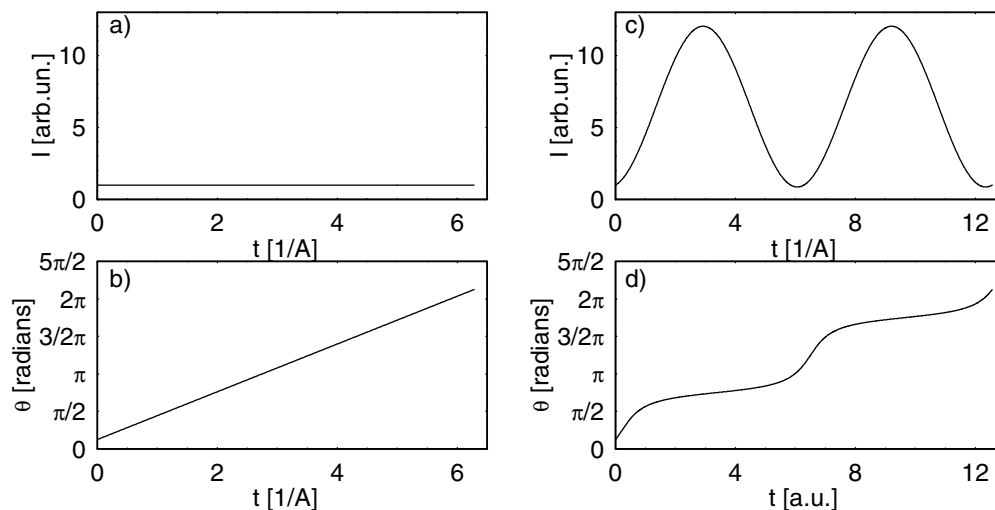 a)
I [arb.un.]
10
5
0
0 2 4 6
t [1/A]
c)
I [arb.un.]
10
5
0
0 4 8 12
t [1/A]
b)
θ [radians]
5π/2
2π
3/2π
π
π/2
0
0 2 4 6
t [1/A]
d)
θ [radians]
5π/2
2π
3/2π
π
π/2
0
0 4 8 12
t [a.u.]